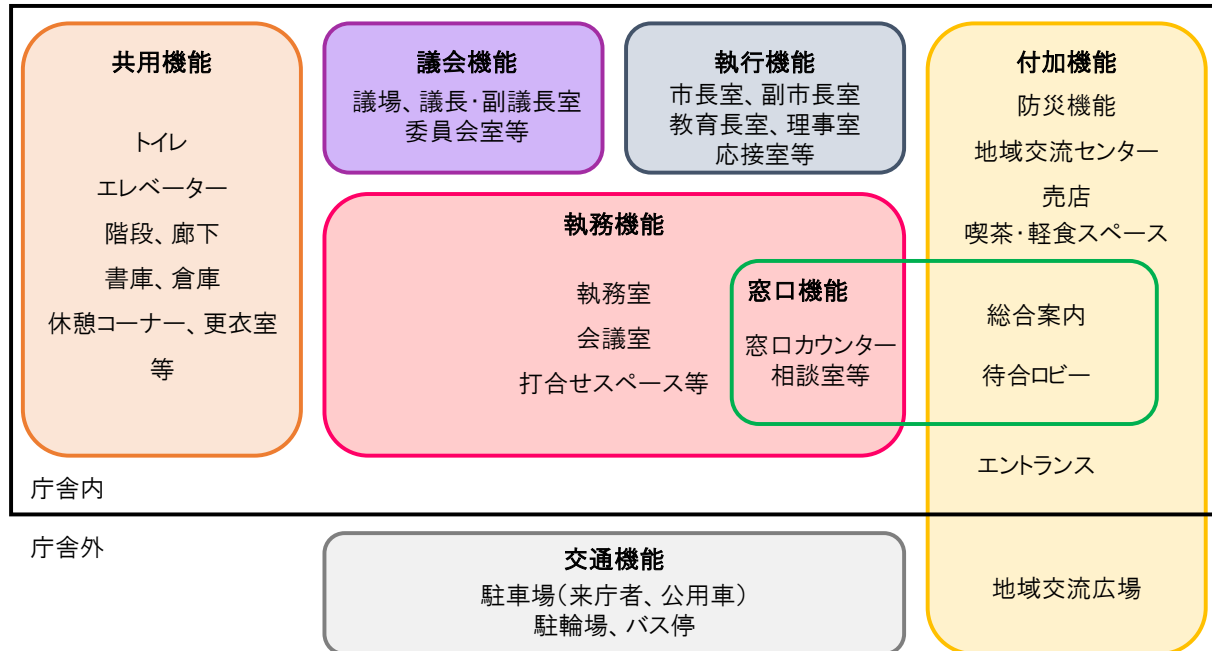 共用機能
トイレ
エレベーター
階段、廊下
書庫、倉庫
休憩コーナー、更衣室
等
議会機能
議場、議長・副議長室
委員会室等
執行機能
市長室、副市長室
教育長室、理事室
応接室等
付加機能
防災機能
地域交流センター
売店
喫茶・軽食スペース
執務機能
執務室
会議室
打合せスペース等
窓口機能
窓口カウンター
相談室等
総合案内
待合ロビー
エントランス
庁舎内
庁舎外
交通機能
駐車場(来庁者、公用車)
駐輪場、バス停
地域交流広場